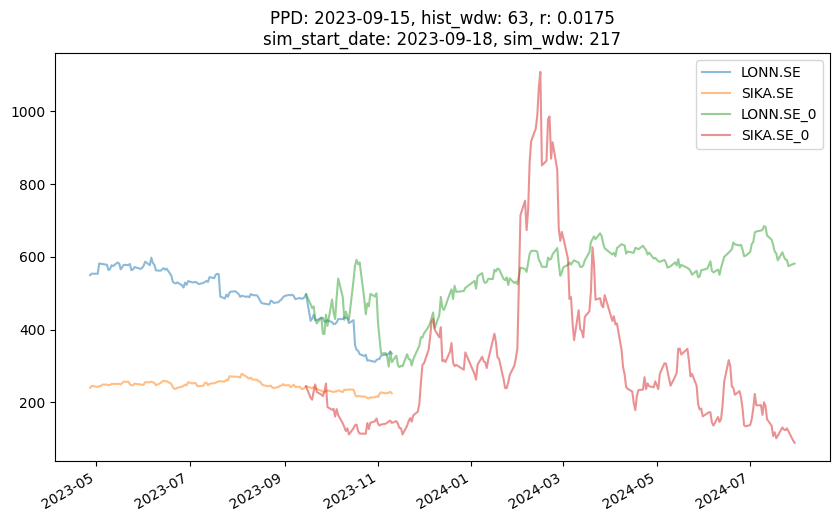 PPD: 2023-09-15, hist_wdw: 63, r: 0.0175
sim_start_date: 2023-09-18, sim_wdw: 217
LONN.SE
SIKA.SE
LONN.SE_0
SIKA.SE_0
1000
800
600
400
200
2023-05
2023-07
2023-09
2023-11
2024-01
2024-03
2024-05
2024-07